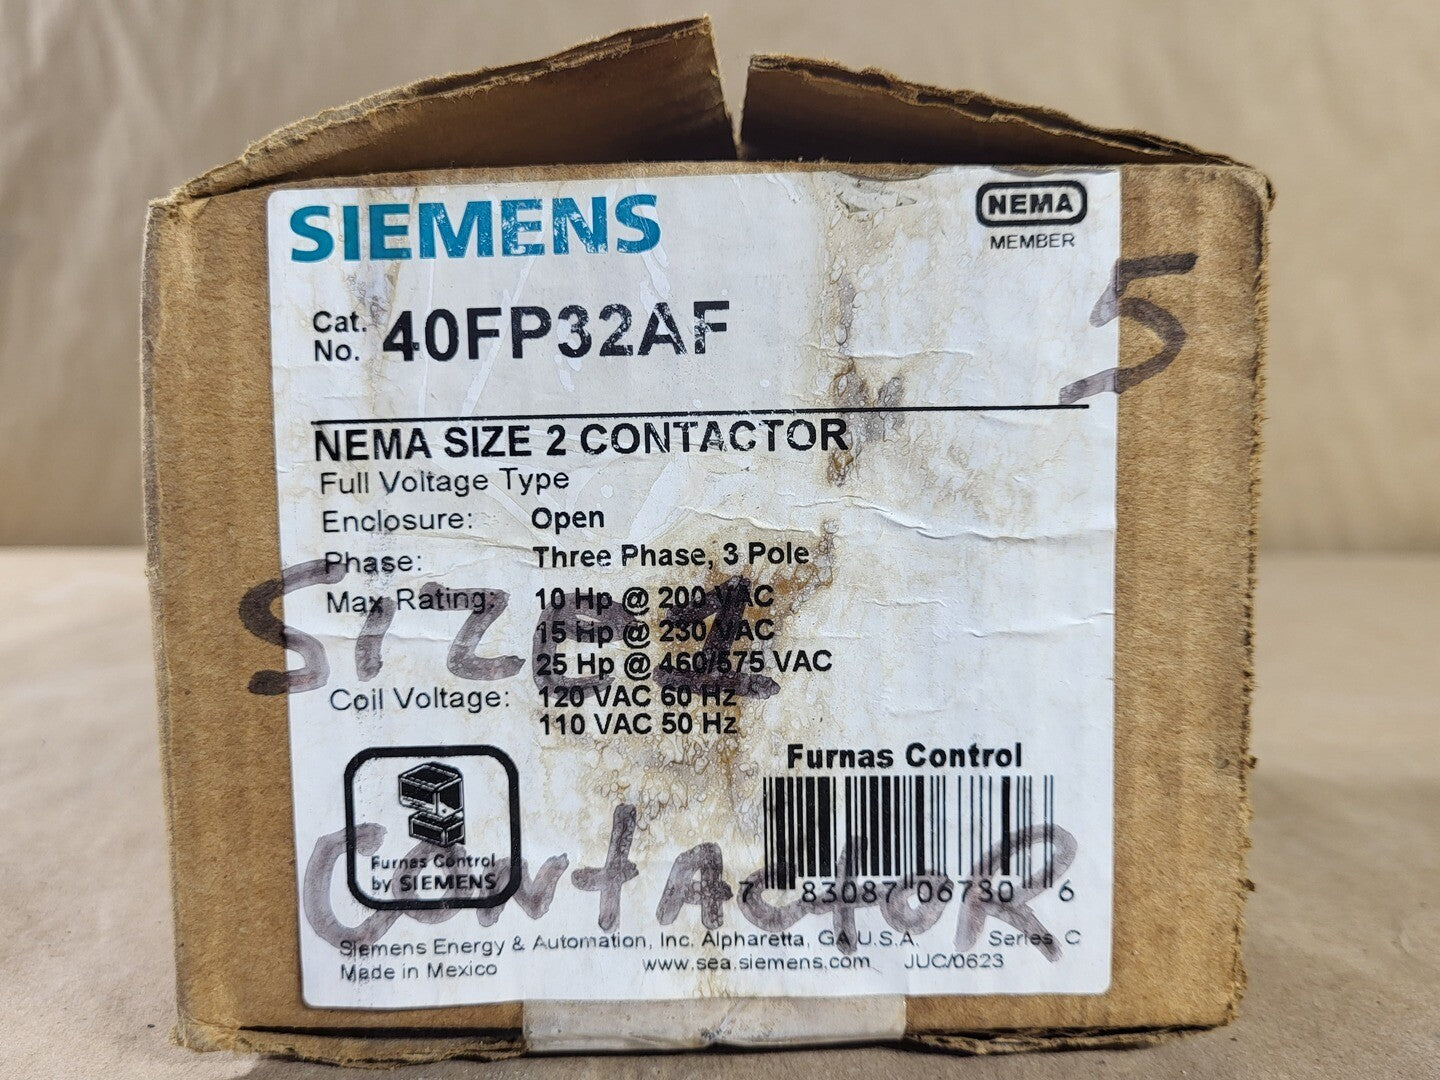 SIEMENS
NEMA
MEMBER
5
Cat. No. 40FP32AF
NEMA SIZE 2 CONTACTOR
Full Voltage Type
Enclosure: Open
Phase: Three Phase, 3 Pole
Max Rating: 10 Hp @ 200 VAC
15 Hp @ 230 VAC
25 Hp @ 460/575 VAC
Size 2
Coil Voltage: 120 VAC 60 Hz
110 VAC 50 Hz
Furnas Control
Furnas Control
by SIEMENS
7 83087 06730 6
ContActoR
Siemens Energy & Automation, Inc. Alpharetta, GA U.S.A. Series C
Made in Mexico www.sea.siemens.com JUC/0623